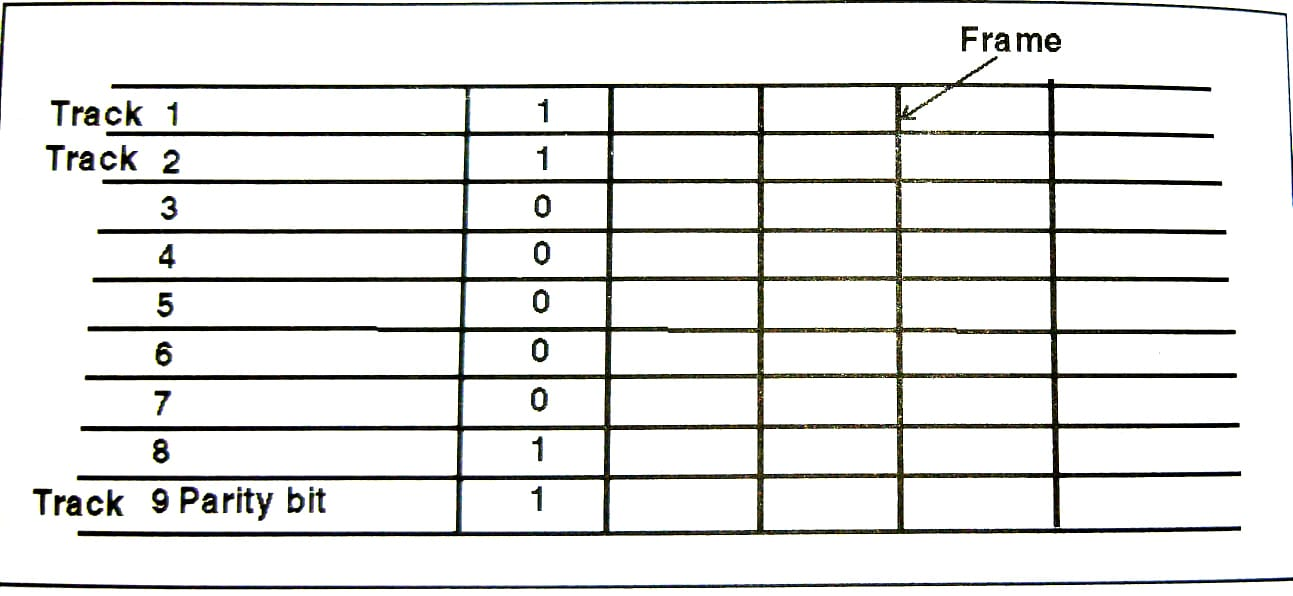 Frame
Track 1 1
Track 2 1
3 0
4 0
5 0
6 0
7 0
8 1
Track 9 Parity bit 1